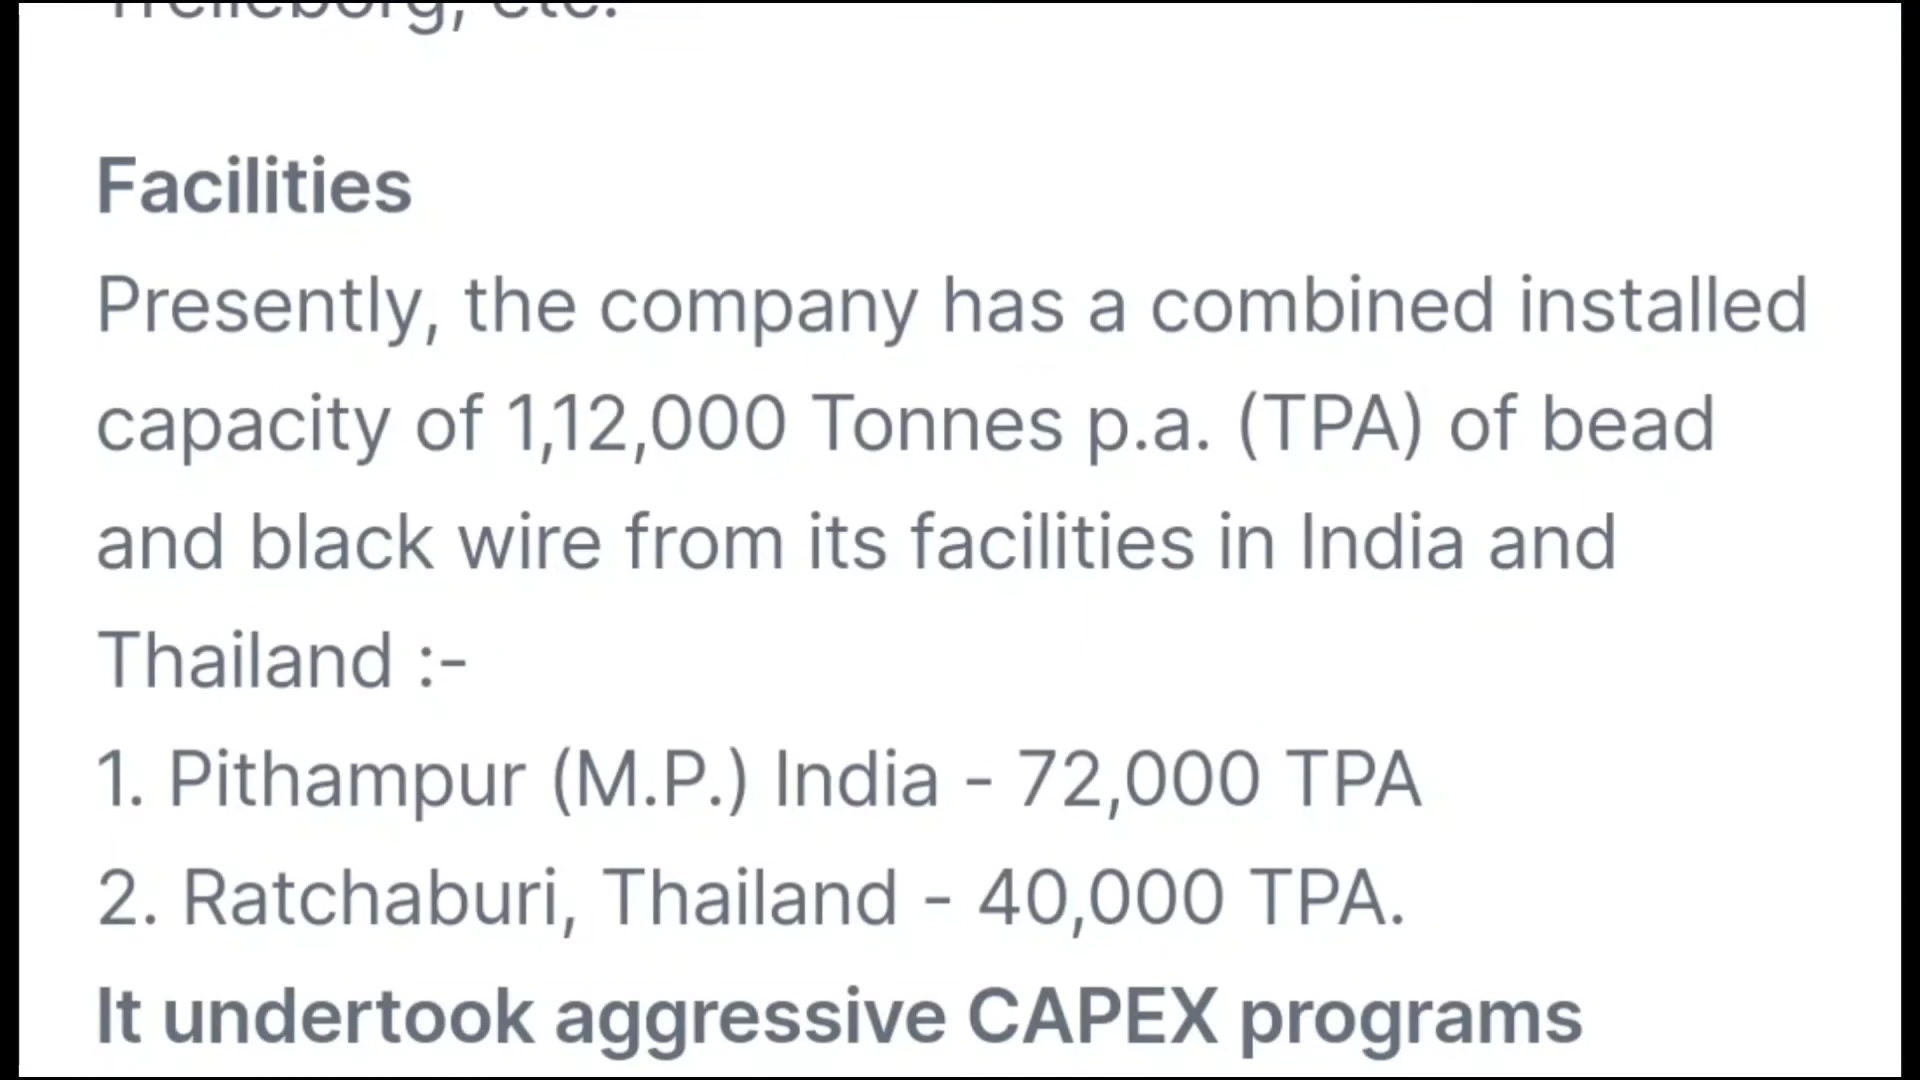 Trelleborg, etc.
Facilities
Presently, the company has a combined installed
capacity of 1,12,000 Tonnes p.a. (TPA) of bead
and black wire from its facilities in India and
Thailand :-
1. Pithampur (M.P.) India - 72,000 TPA
2. Ratchaburi, Thailand - 40,000 TPA.
It undertook aggressive CAPEX programs